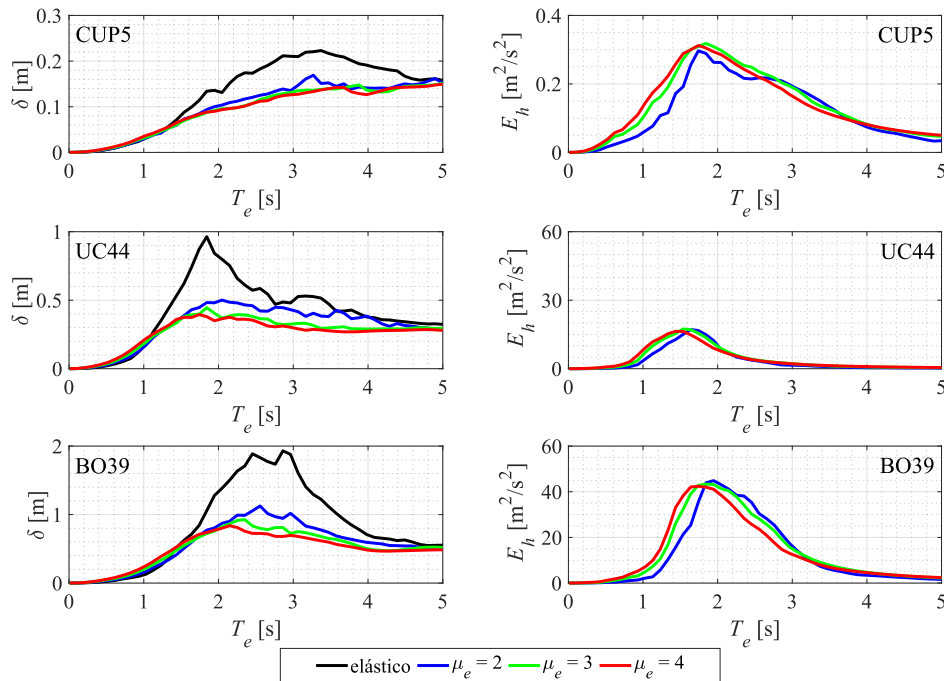 CUP5
δ [m]
0.3
0.2
0.1
0
0 1 2 3 4 5
T_e [s]
CUP5
E_h [m²/s²]
0.4
0.2
0
0 1 2 3 4 5
T_e [s]
UC44
δ [m]
1
0.5
0
0 1 2 3 4 5
T_e [s]
UC44
E_h [m²/s²]
60
40
20
0
0 1 2 3 4 5
T_e [s]
BO39
δ [m]
2
1
0
0 1 2 3 4 5
T_e [s]
BO39
E_h [m²/s²]
60
40
20
0
0 1 2 3 4 5
T_e [s]
elástico μ_e = 2 μ_e = 3 μ_e = 4